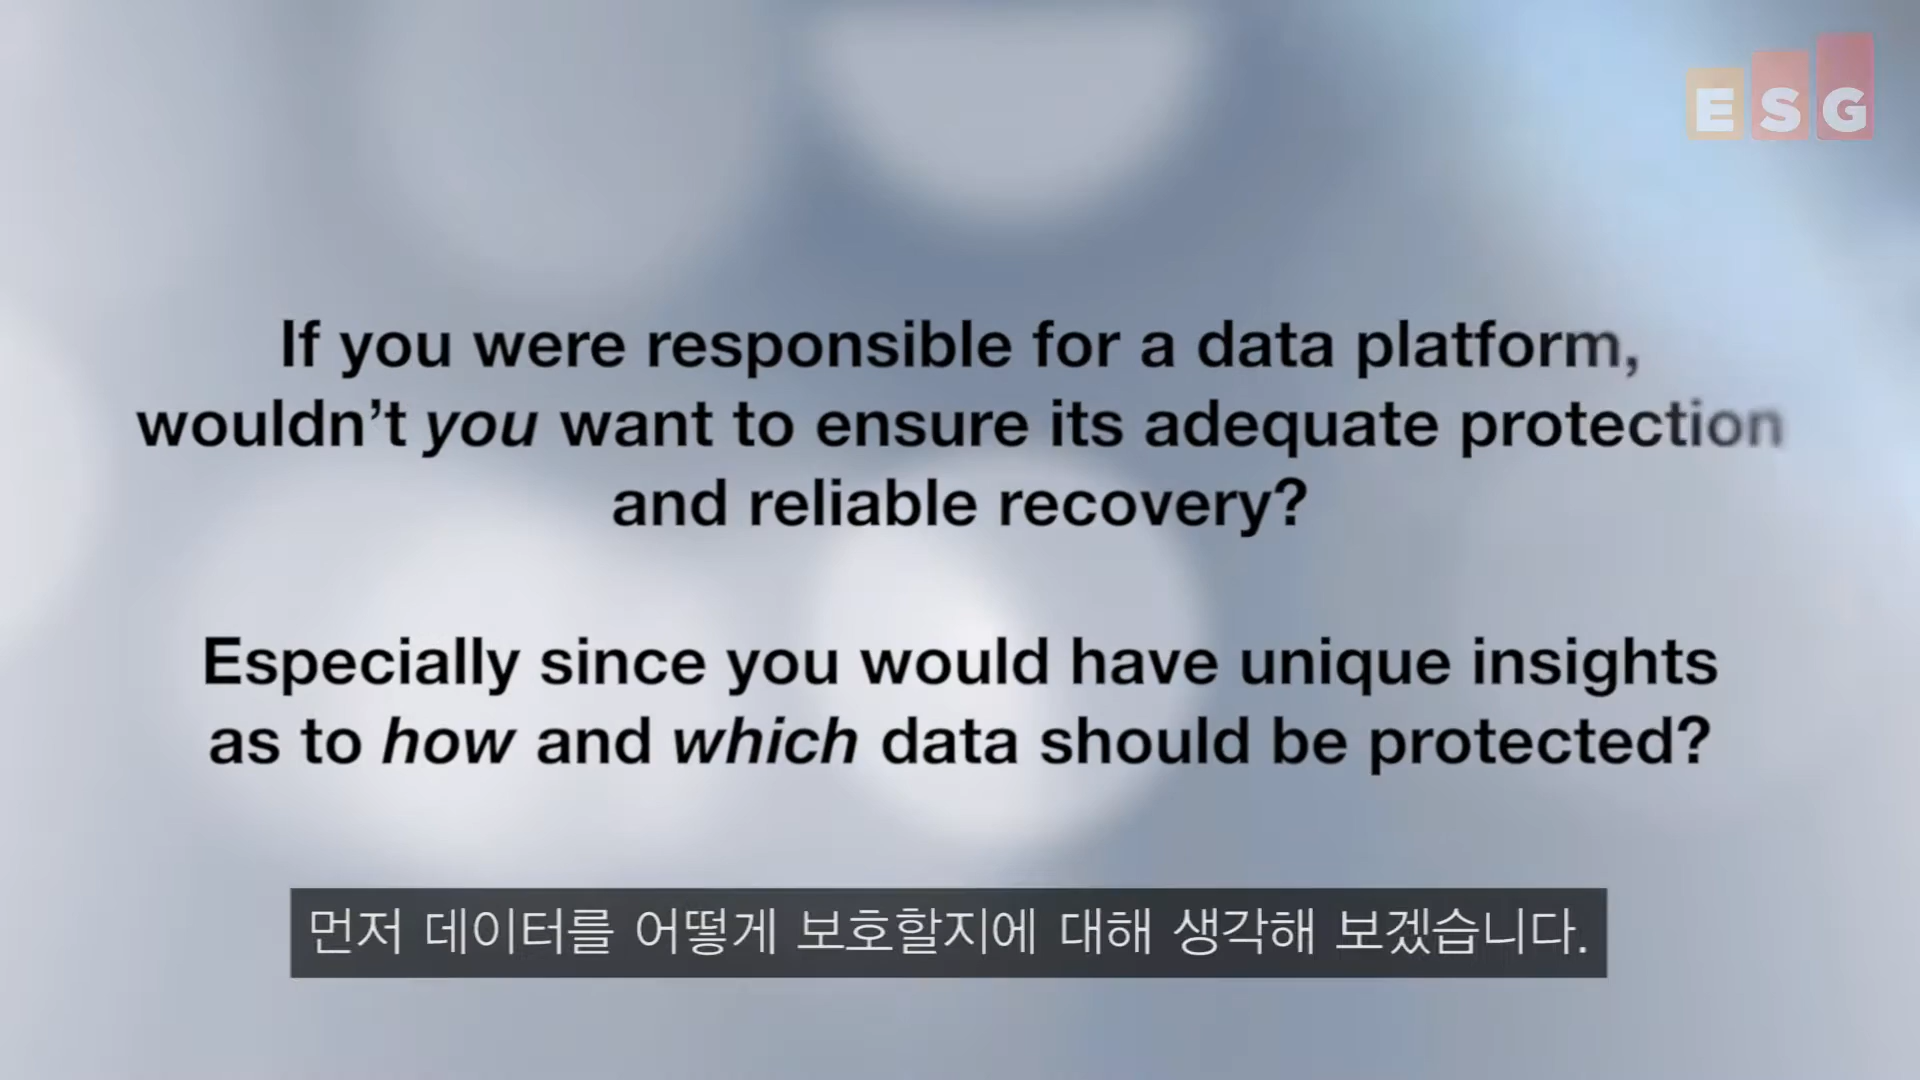 ESG
If you were responsible for a data platform,
wouldn’t you want to ensure its adequate protection
and reliable recovery?
Especially since you would have unique insights
as to how and which data should be protected?
먼저 데이터를 어떻게 보호할지에 대해 생각해 보겠습니다.